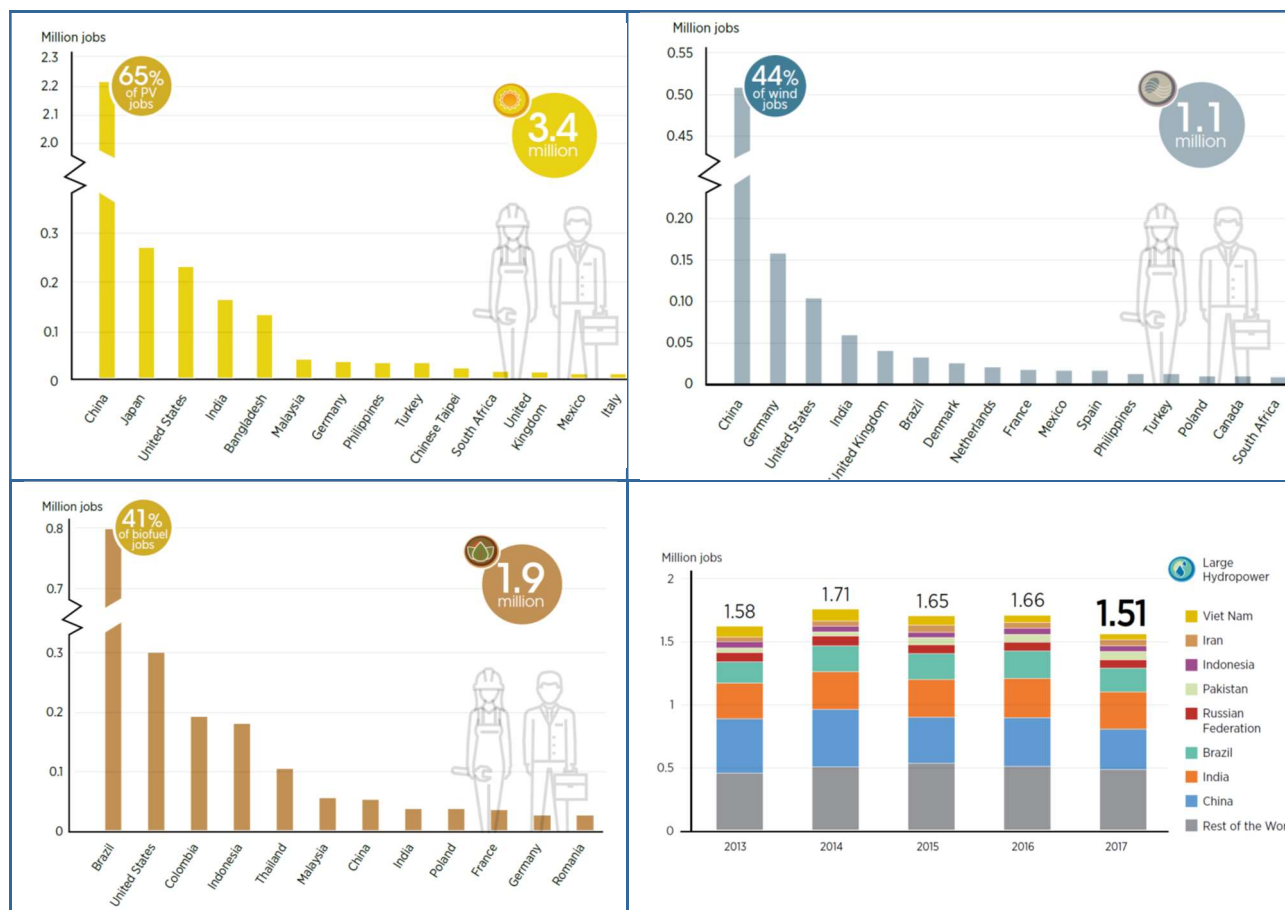 Million jobs
2.3
2.2
2.1
2.0
0.3
0.2
0.1
0
65%
of PV
jobs
3.4
million
China
Japan
United States
India
Bangladesh
Malaysia
Germany
Philippines
Turkey
Chinese Taipei
South Africa
United
Kingdom
Mexico
Italy
Million jobs
0.55
0.50
0.45
0.20
0.15
0.10
0.05
0
44%
of wind
jobs
1.1
million
China
Germany
United States
India
United Kingdom
Brazil
Denmark
Netherlands
France
Mexico
Spain
Philippines
Turkey
Poland
Canada
South Africa
Million jobs
0.8
0.7
0.3
0.2
0.1
0
41%
of biofuel
jobs
1.9
million
Brazil
United States
Colombia
Indonesia
Thailand
Malaysia
China
India
Poland
France
Germany
Romania
Million jobs
2
1.5
1
0.5
0
1.58
1.71
1.65
1.66
1.51
2013
2014
2015
2016
2017
Large
Hydropower
Viet Nam
Iran
Indonesia
Pakistan
Russian
Federation
Brazil
India
China
Rest of the Wor